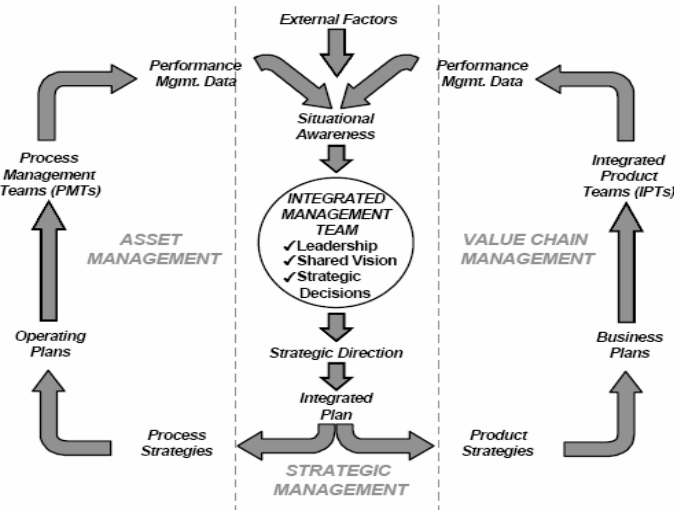 External Factors
Performance
Mgmt. Data
Performance
Mgmt. Data
Situational
Awareness
Process
Management
Teams (PMTs)
Integrated
Product
Teams (IPTs)
INTEGRATED
MANAGEMENT
TEAM
✓Leadership
✓Shared Vision
✓Strategic
Decisions
ASSET
MANAGEMENT
VALUE CHAIN
MANAGEMENT
Operating
Plans
Strategic Direction
Business
Plans
Integrated
Plan
Process
Strategies
Product
Strategies
STRATEGIC
MANAGEMENT